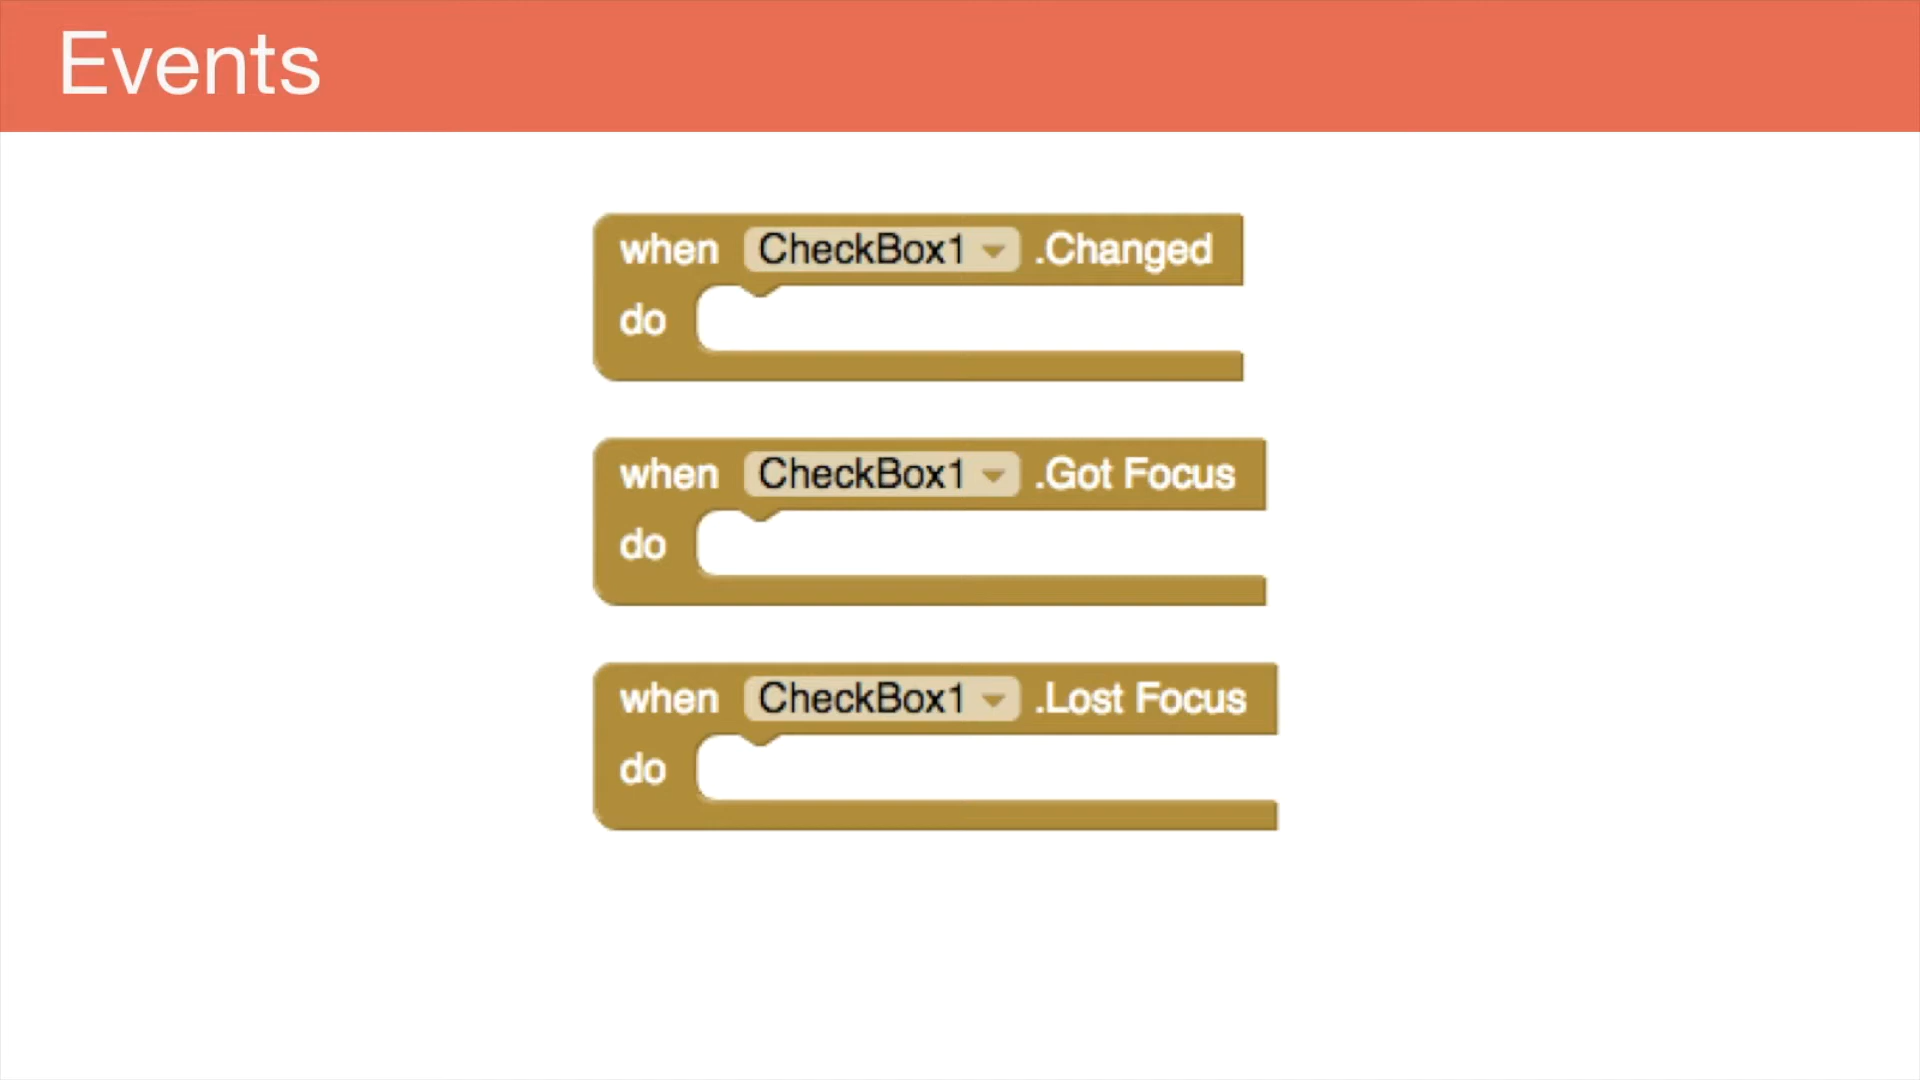 Events
when CheckBox1 .Changed
do
when CheckBox1 .Got Focus
do
when CheckBox1 .Lost Focus
do